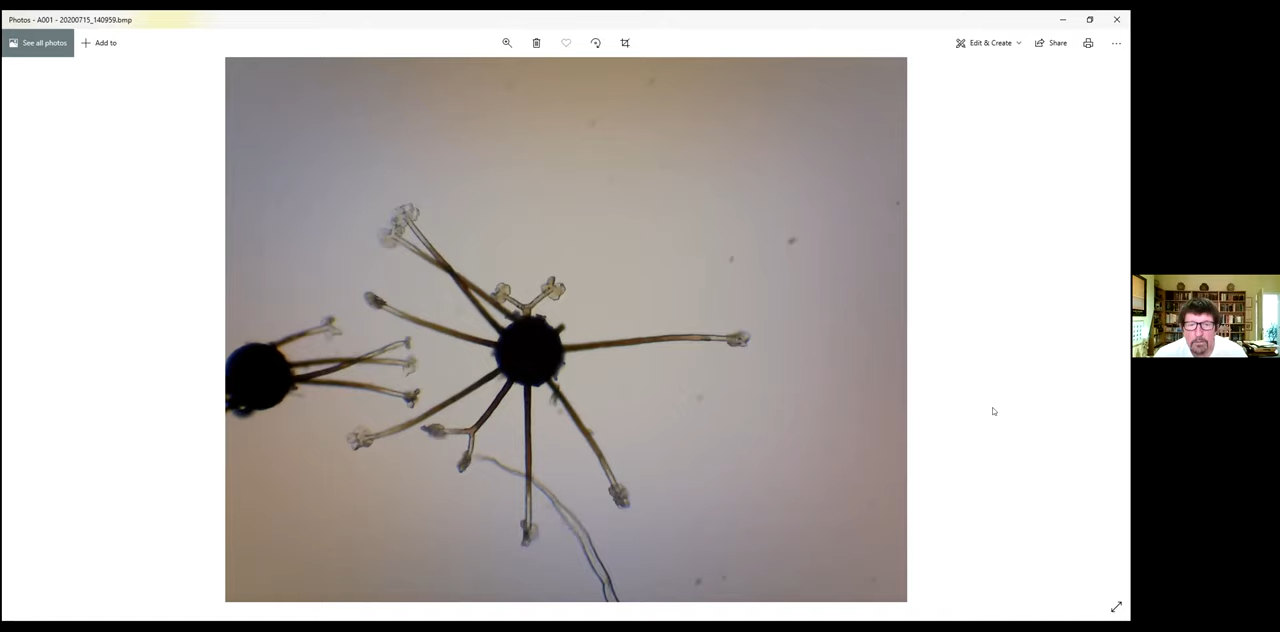 Photos - A001 - 20200715_140959.bmp
See all photos
Add to
Edit & Create
Share